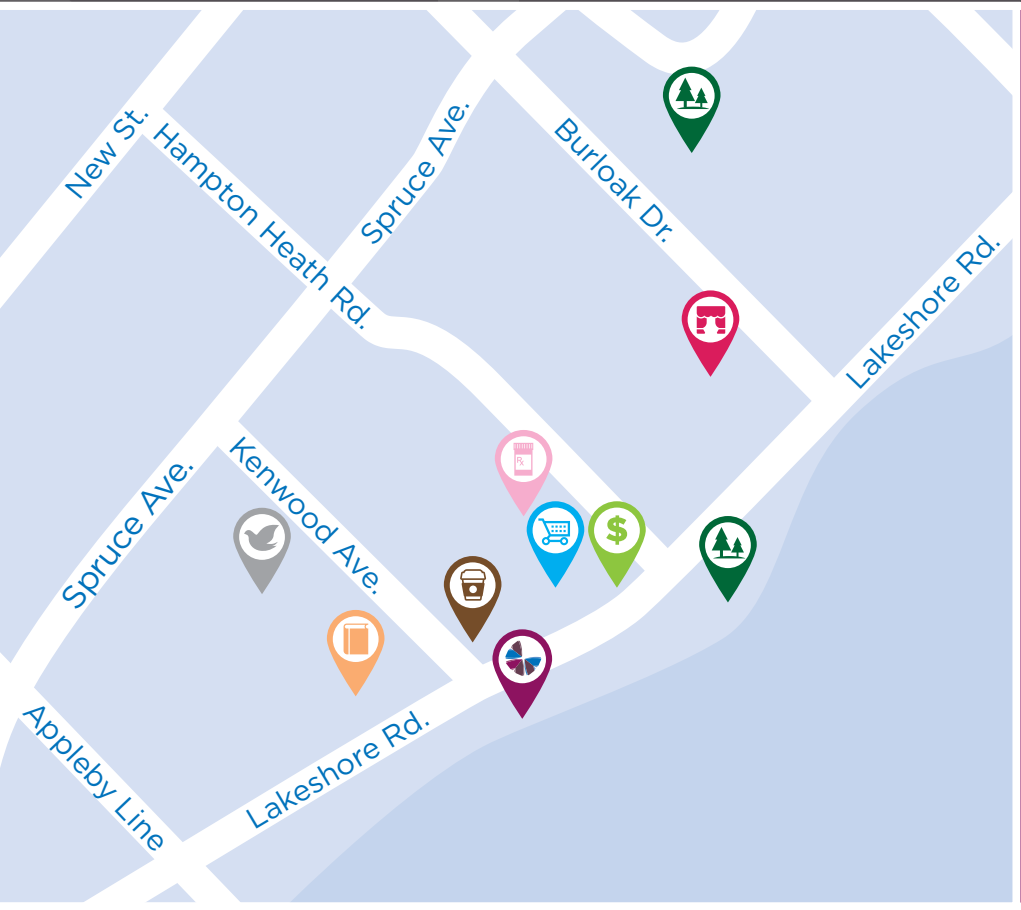 New St.
Hampton Heath Rd.
Spruce Ave.
Burloak Dr.
Lakeshore Rd.
Kenwood Ave.
Spruce Ave.
Rx
$
Appleby Line
Lakeshore Rd.